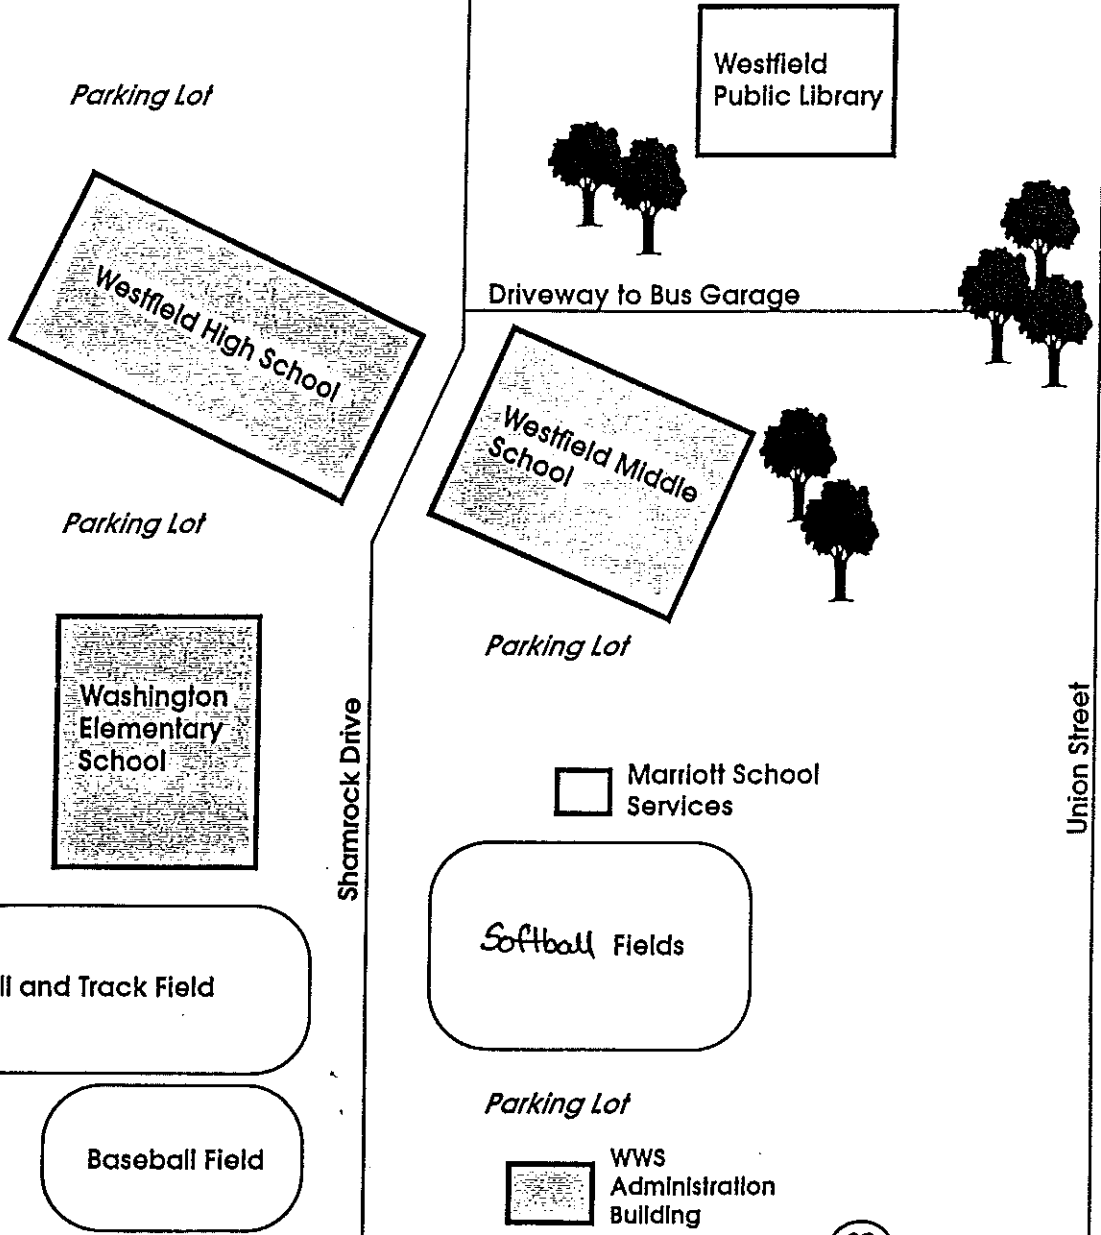 Westfield
Public Library
Parking Lot
Westfield High School
Driveway to Bus Garage
Westfield Middle
School
Parking Lot
Parking Lot
Washington
Elementary
School
Shamrock Drive
Union Street
Marriott School
Services
Softball Fields
ll and Track Field
Parking Lot
Baseball Field
WWS
Administration
Building